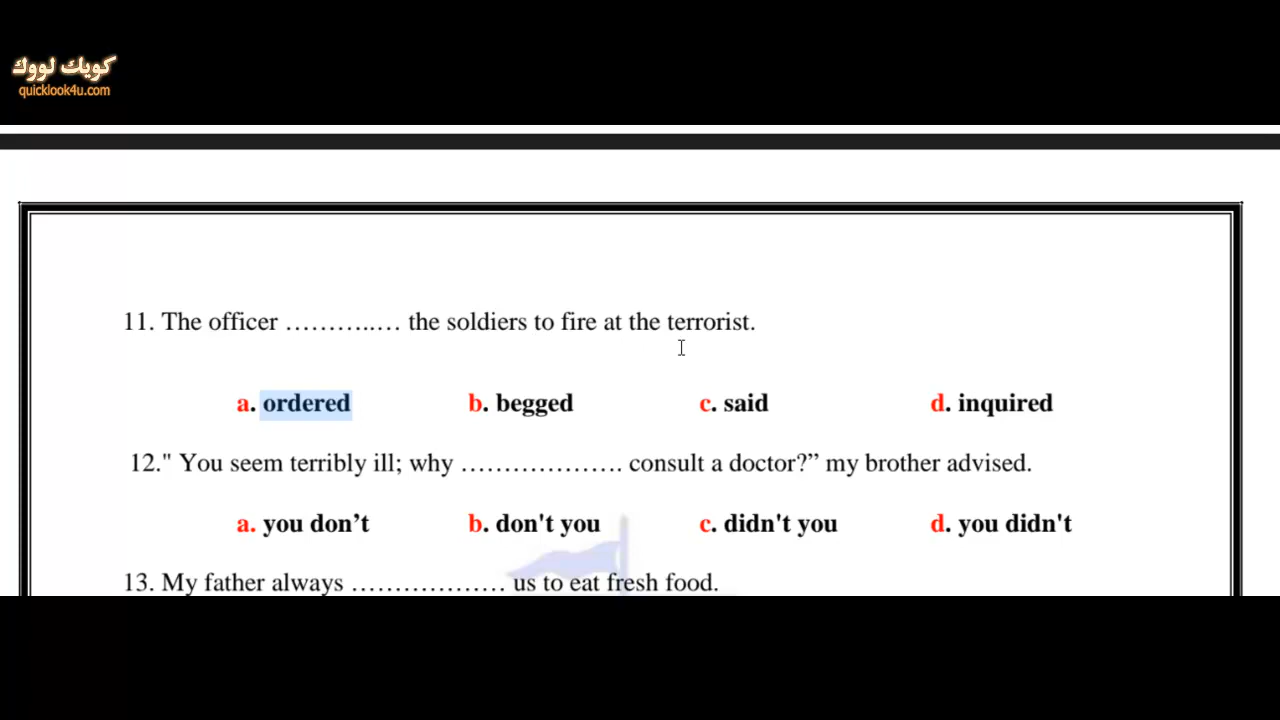 كويك لووك
quicklook4u.com
11. The officer ………..… the soldiers to fire at the terrorist.
a. ordered b. begged c. said d. inquired
12." You seem terribly ill; why ………………. consult a doctor?” my brother advised.
a. you don’t b. don't you c. didn't you d. you didn't
13. My father always ……………… us to eat fresh food.